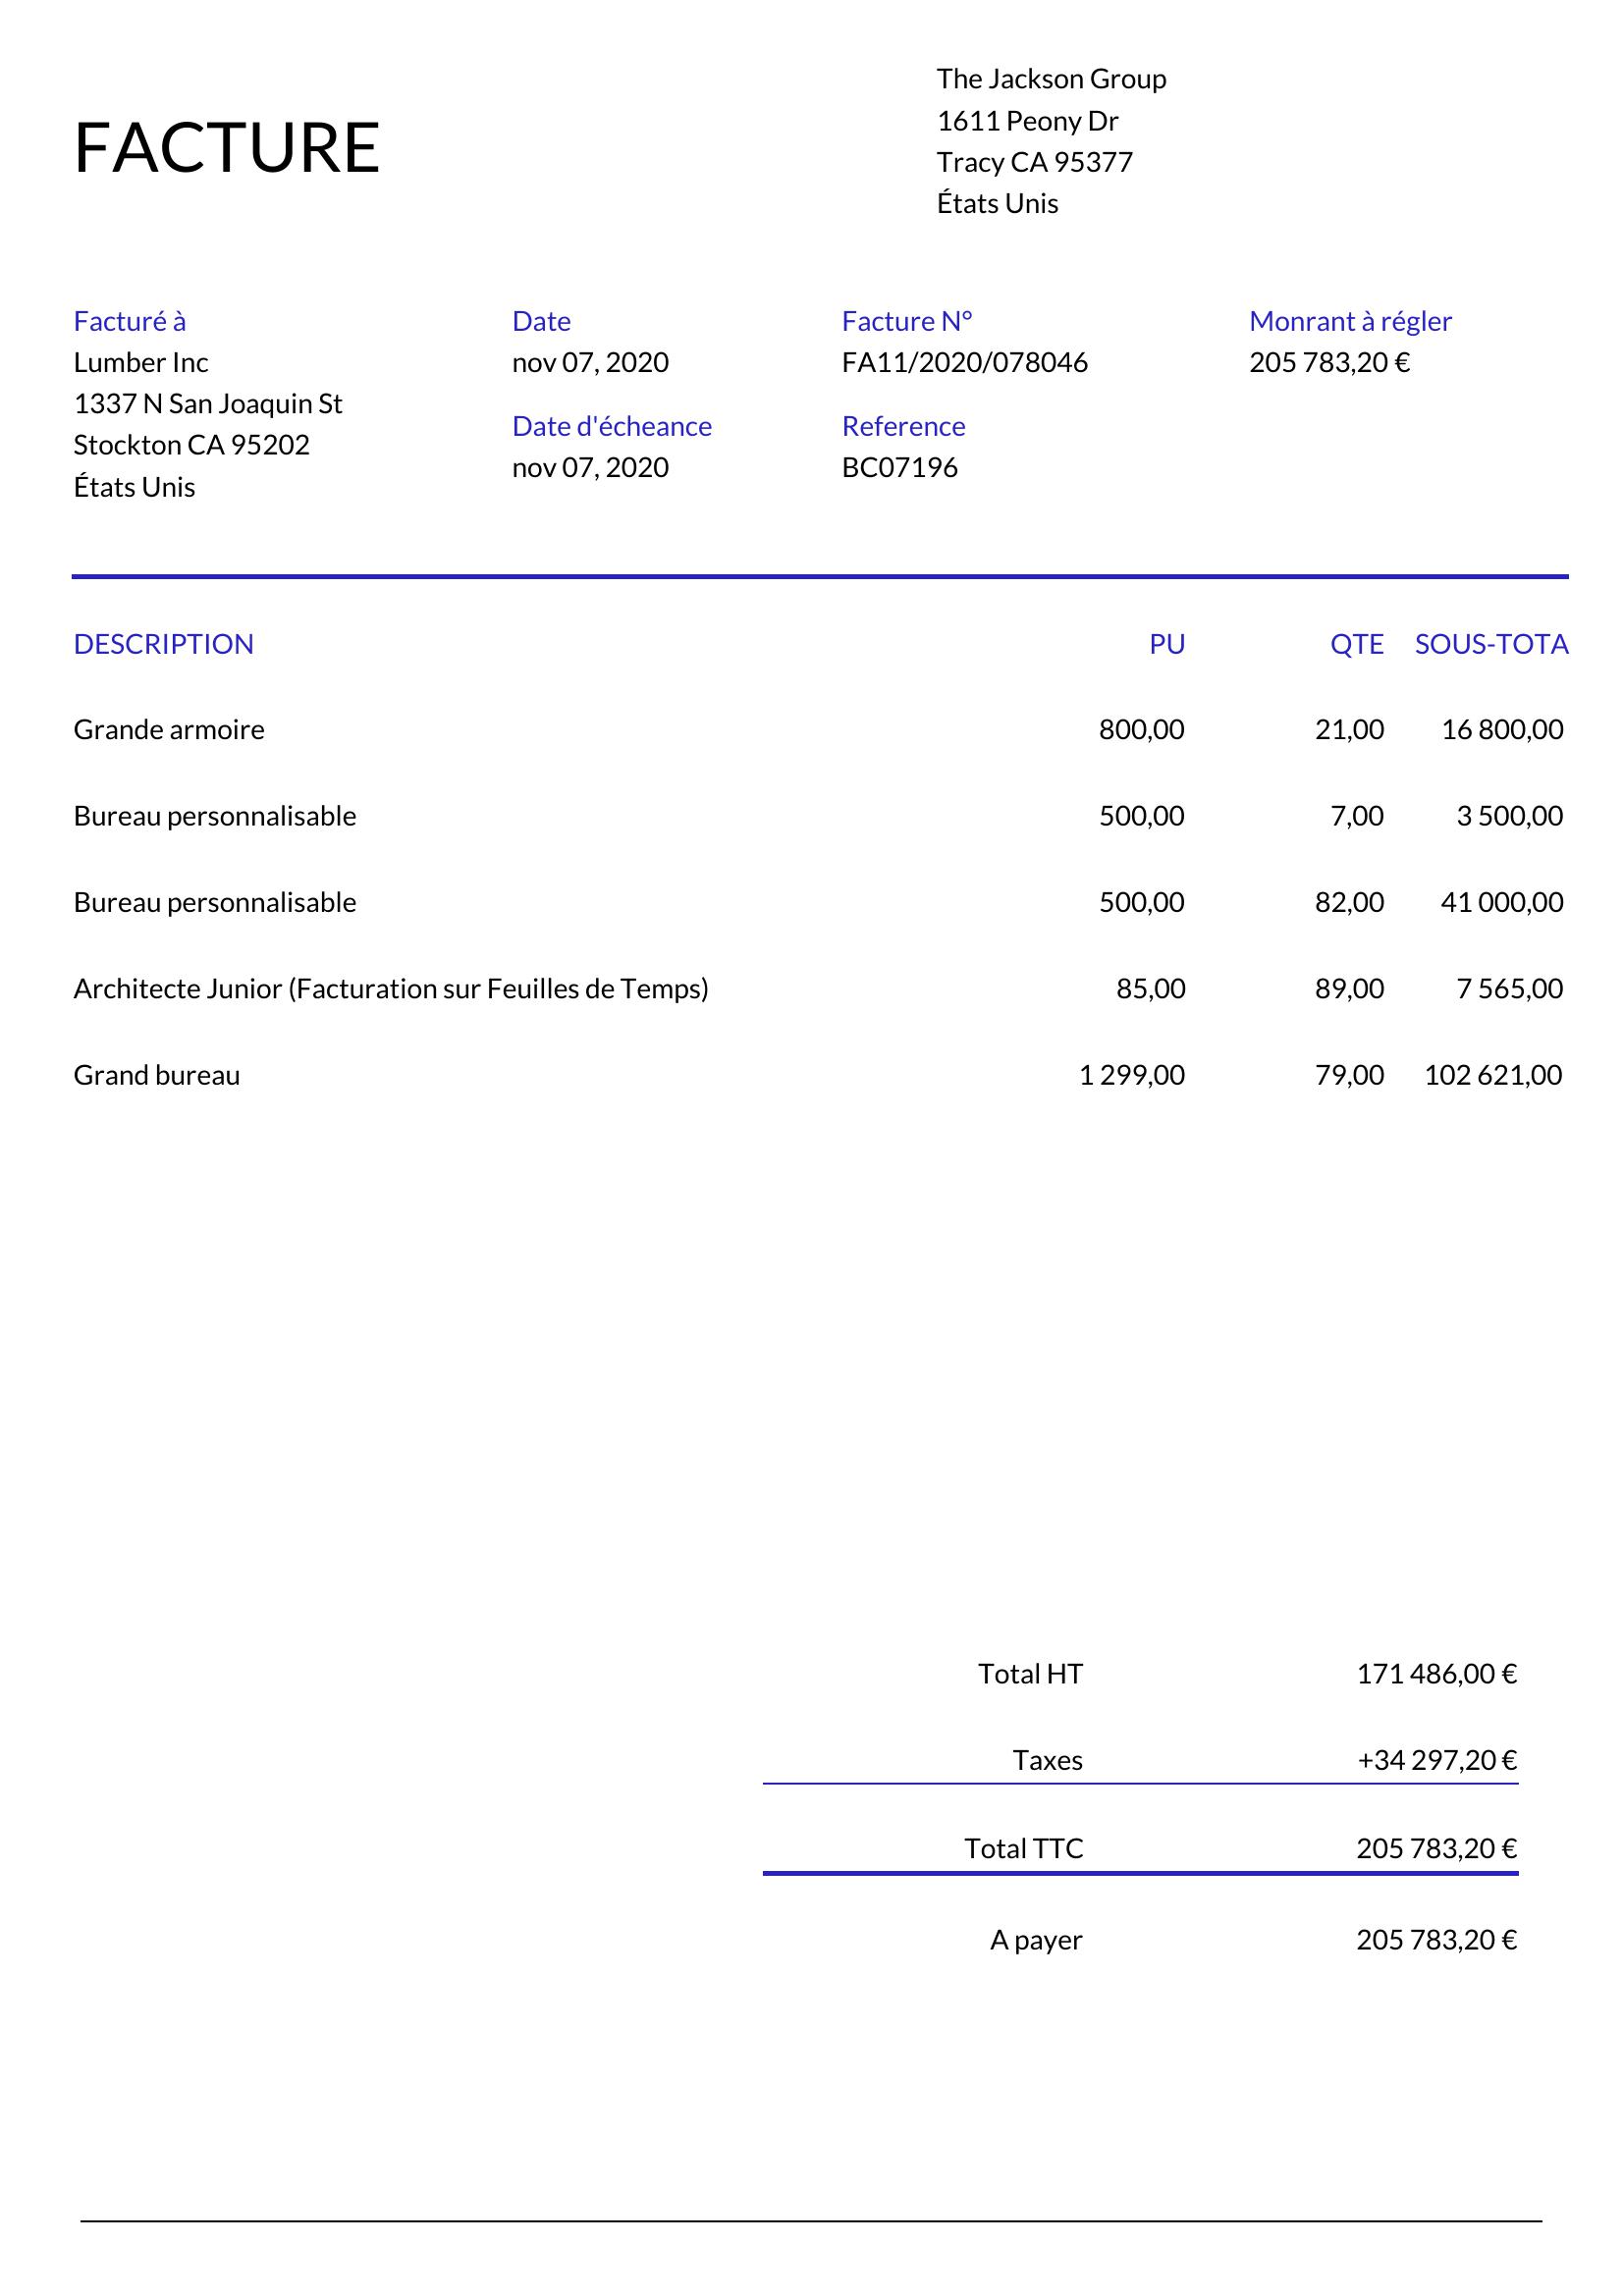 The Jackson Group
1611 Peony Dr
Tracy CA 95377
États Unis
FACTURE
Facturé à
Lumber Inc
1337 N San Joaquin St
Stockton CA 95202
États Unis
Date
nov 07, 2020
Date d'écheance
nov 07, 2020
Facture N°
FA11/2020/078046
Reference
BC07196
Monrant à régler
205 783,20 €
DESCRIPTION PU QTE SOUS-TOTA
Grande armoire 800,00 21,00 16 800,00
Bureau personnalisable 500,00 7,00 3 500,00
Bureau personnalisable 500,00 82,00 41 000,00
Architecte Junior (Facturation sur Feuilles de Temps) 85,00 89,00 7 565,00
Grand bureau 1 299,00 79,00 102 621,00
Total HT 171 486,00 €
Taxes +34 297,20 €
Total TTC 205 783,20 €
A payer 205 783,20 €